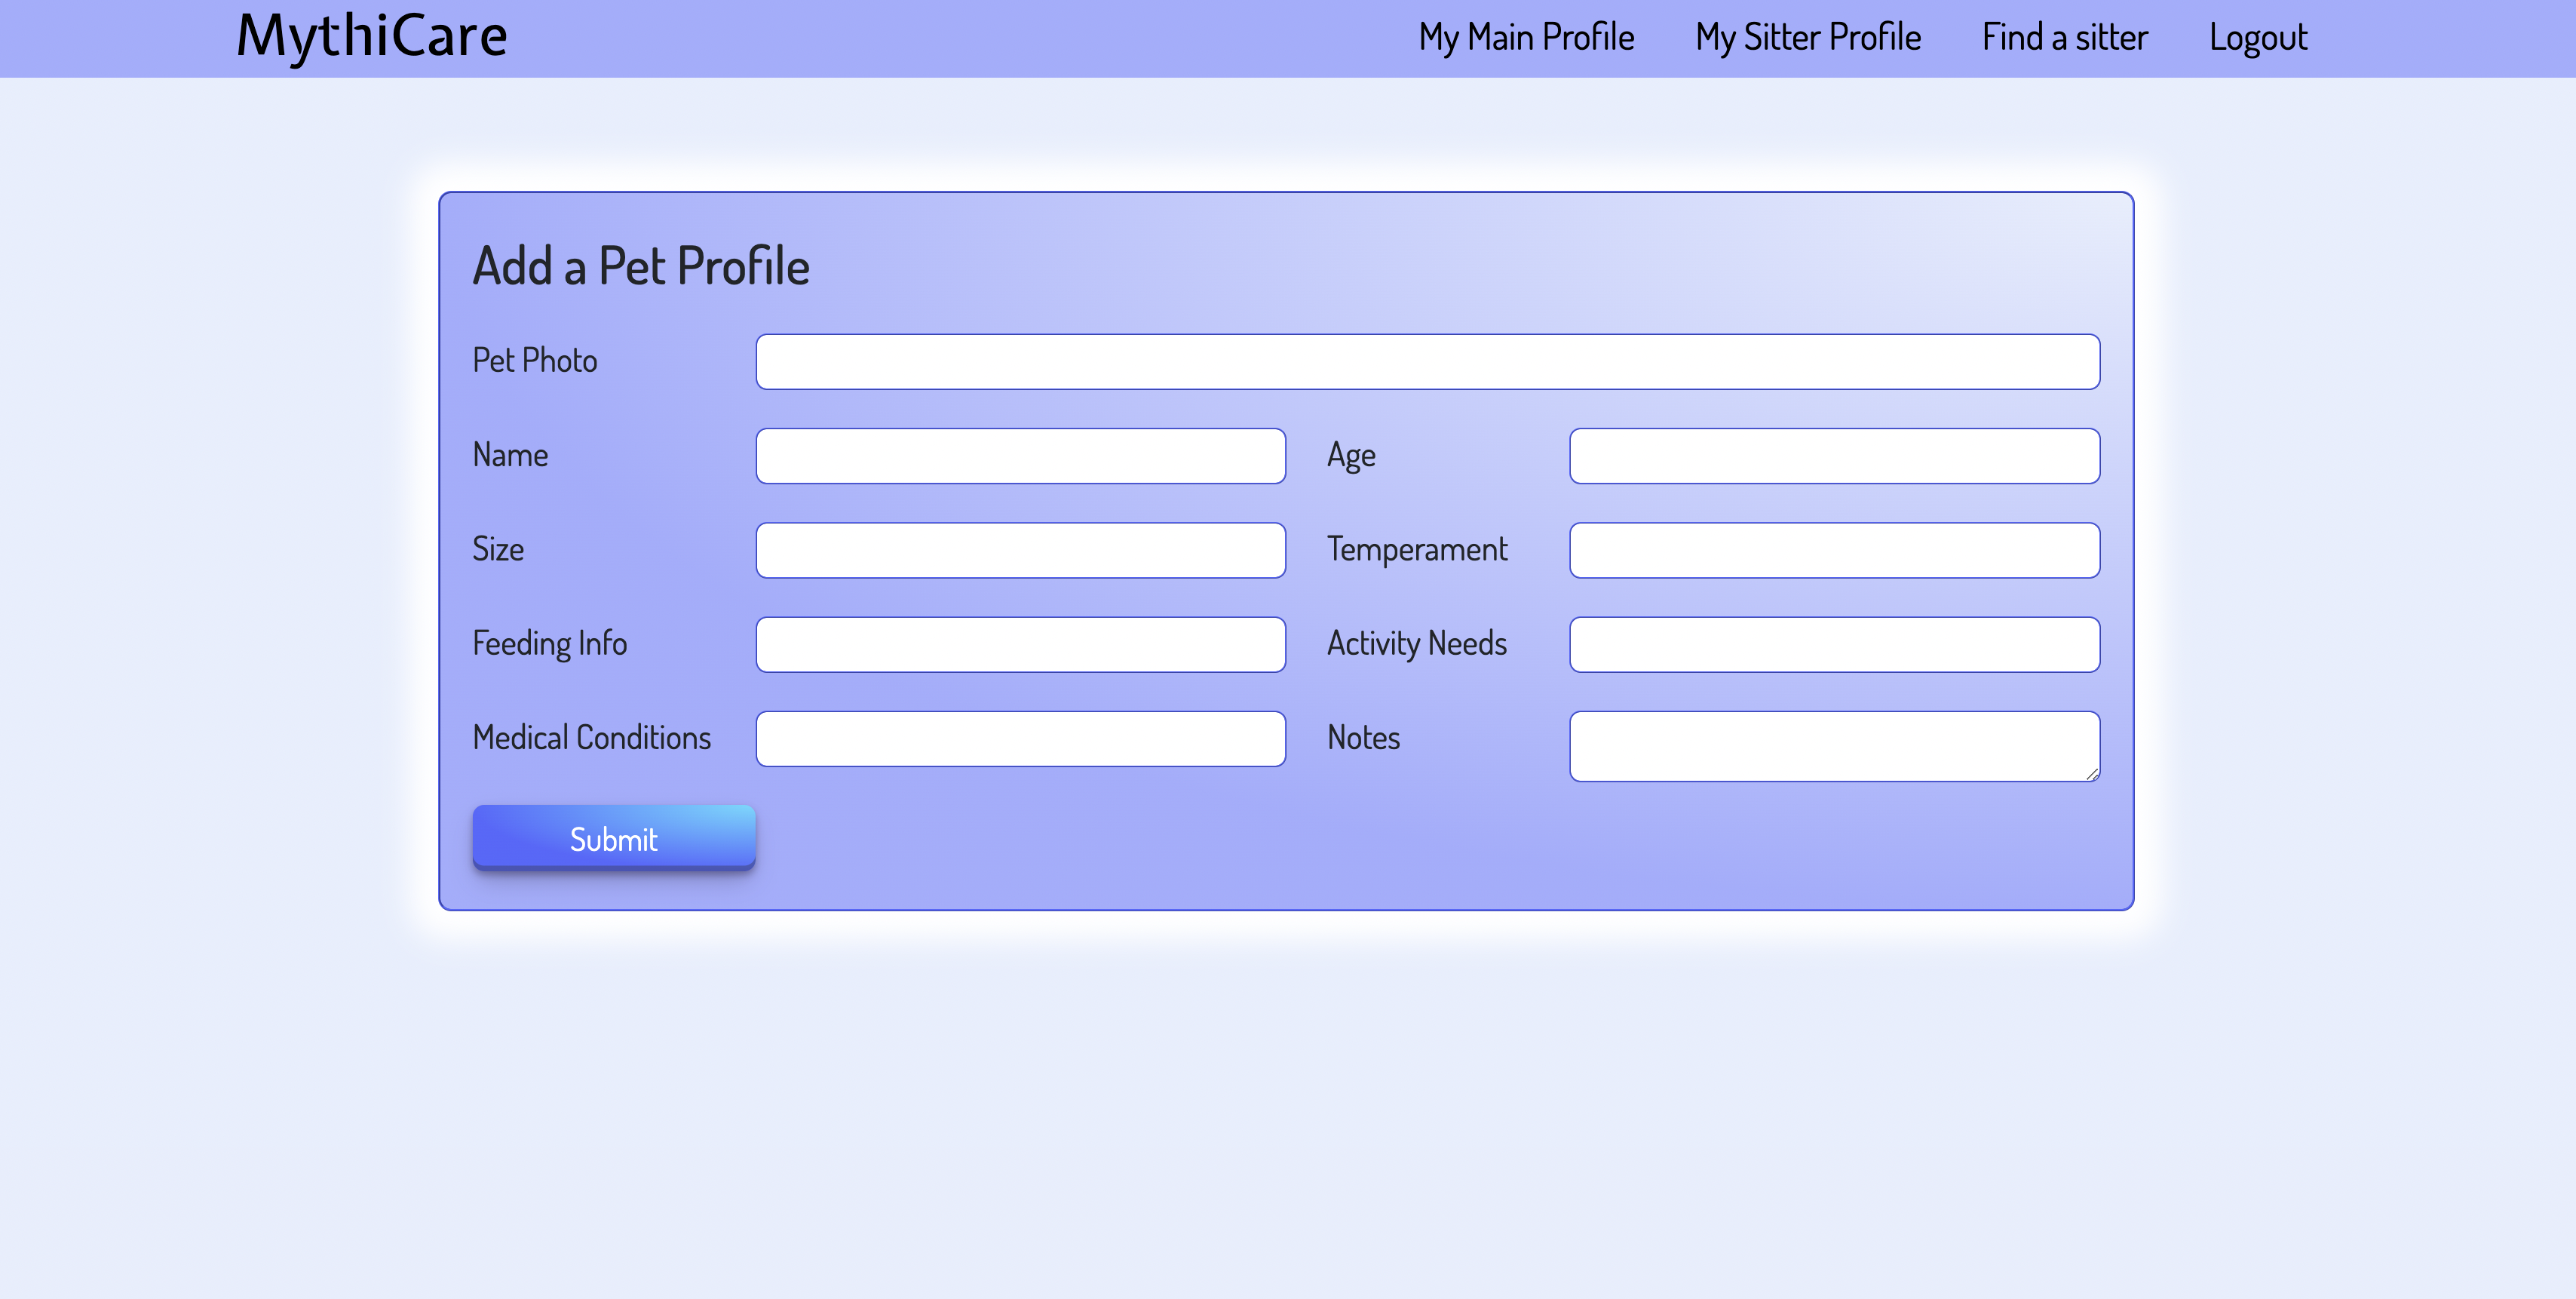 MythiCare My Main Profile My Sitter Profile Find a sitter Logout
Add a Pet Profile
Pet Photo
Name Age
Size Temperament
Feeding Info Activity Needs
Medical Conditions Notes
Submit